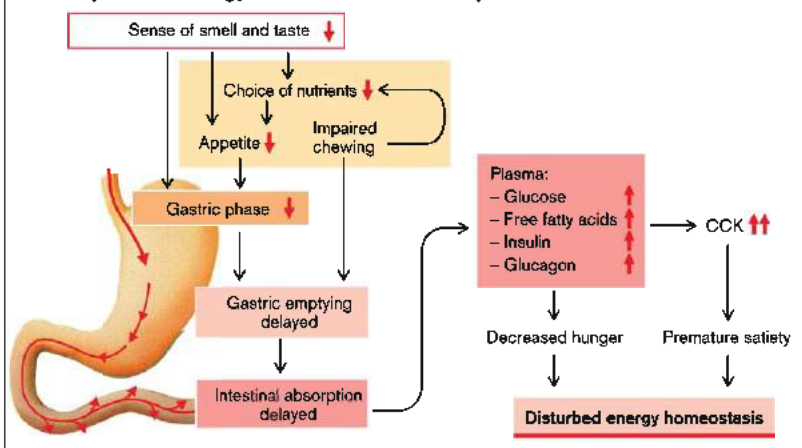 Sense of smell and taste
Choice of nutrients
Appetite
Impaired
chewing
Gastric phase
Gastric emptying
delayed
Intestinal absorption
delayed
Plasma:
– Glucose
– Free fatty acids
– Insulin
– Glucagon
CCK
Decreased hunger
Premature satiety
Disturbed energy homeostasis